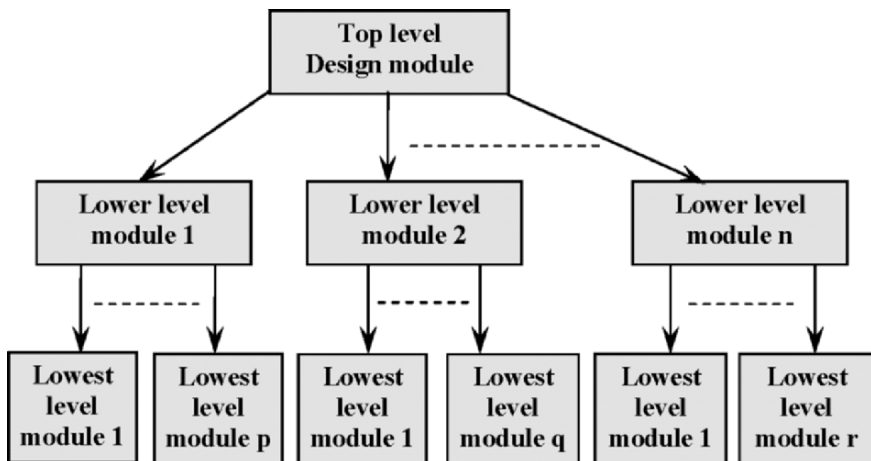 Top level
Design module
Lower level
module 1
Lower level
module 2
Lower level
module n
Lowest
level
module 1
Lowest
level
module p
Lowest
level
module 1
Lowest
level
module q
Lowest
level
module 1
Lowest
level
module r